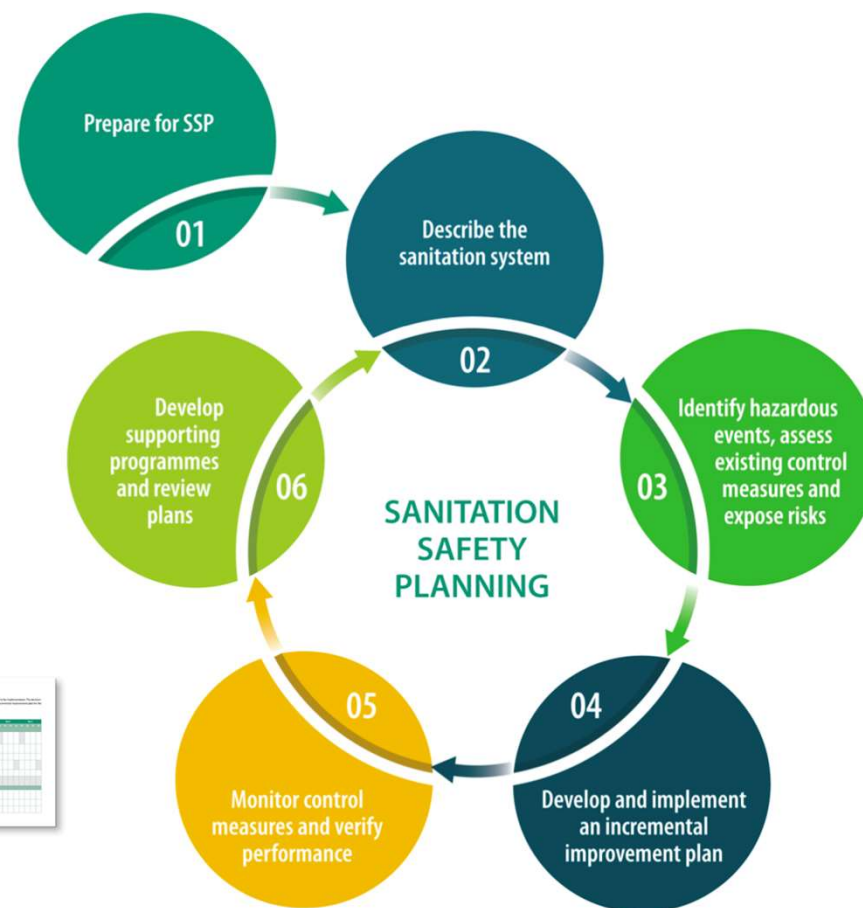 Prepare for SSP
01
Describe the
sanitation system
02
Identify hazardous
events, assess
existing control
measures and
expose risks
03
Develop and implement
an incremental
improvement plan
04
Monitor control
measures and verify
performance
05
Develop
supporting
programmes
and review
plans
06
SANITATION
SAFETY
PLANNING